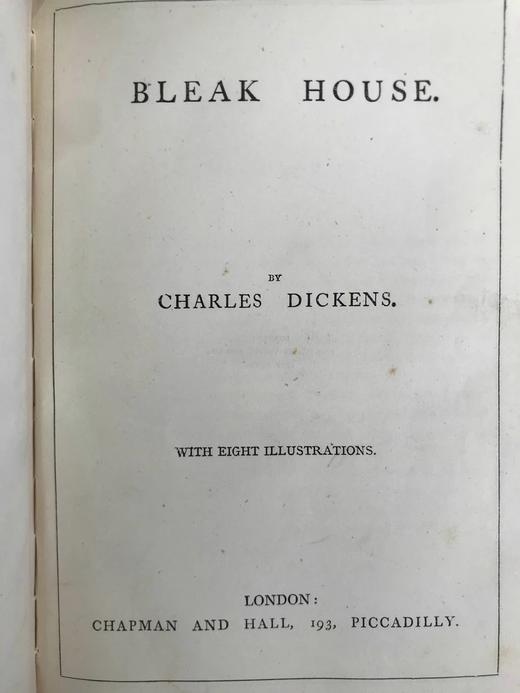 BLEAK HOUSE.
BY
CHARLES DICKENS.
WITH EIGHT ILLUSTRATIONS.
LONDON:
CHAPMAN AND HALL, 193, PICCADILLY.